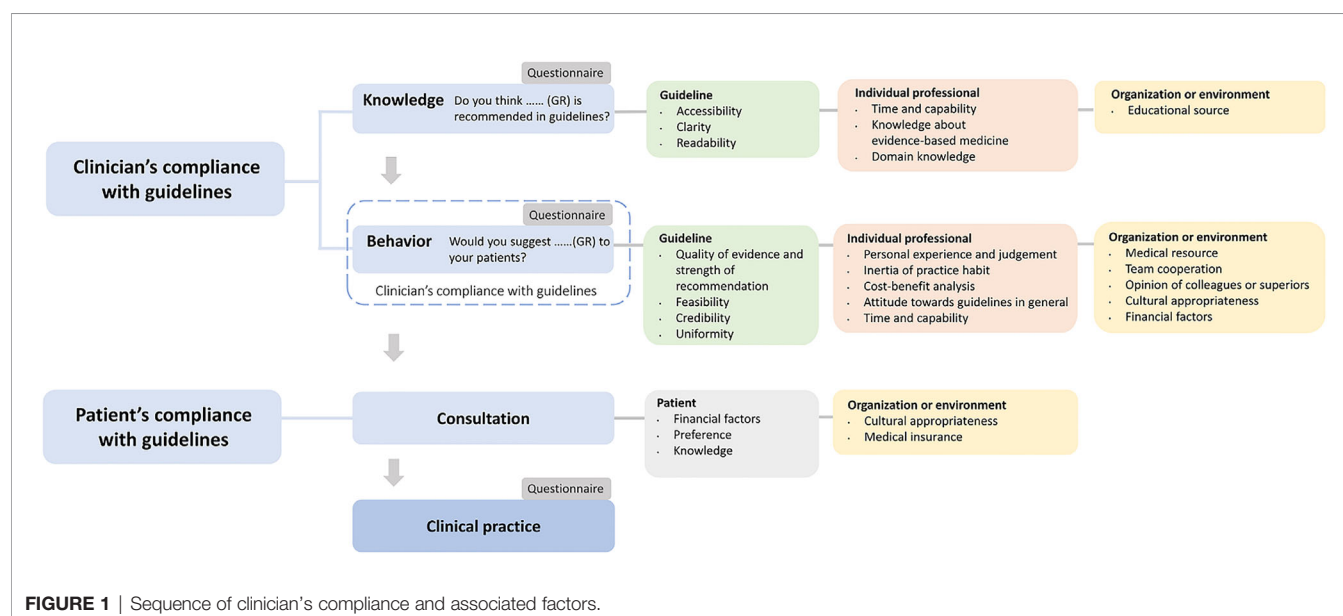 Questionnaire
Knowledge
Do you think ...... (GR) is
recommended in guidelines?
Guideline
· Accessibility
· Clarity
· Readability
Individual professional
· Time and capability
· Knowledge about
evidence-based medicine
· Domain knowledge
Organization or environment
· Educational source
Clinician's compliance
with guidelines
Questionnaire
Behavior
Would you suggest ......(GR) to
your patients?
Clinician's compliance with guidelines
Guideline
· Quality of evidence and
strength of
recommendation
· Feasibility
· Credibility
· Uniformity
Individual professional
· Personal experience and judgement
· Inertia of practice habit
· Cost-benefit analysis
· Attitude towards guidelines in general
· Time and capability
Organization or environment
· Medical resource
· Team cooperation
· Opinion of colleagues or superiors
· Cultural appropriateness
· Financial factors
Patient's compliance
with guidelines
Consultation
Patient
· Financial factors
· Preference
· Knowledge
Organization or environment
· Cultural appropriateness
· Medical insurance
Questionnaire
Clinical practice
FIGURE 1 | Sequence of clinician's compliance and associated factors.